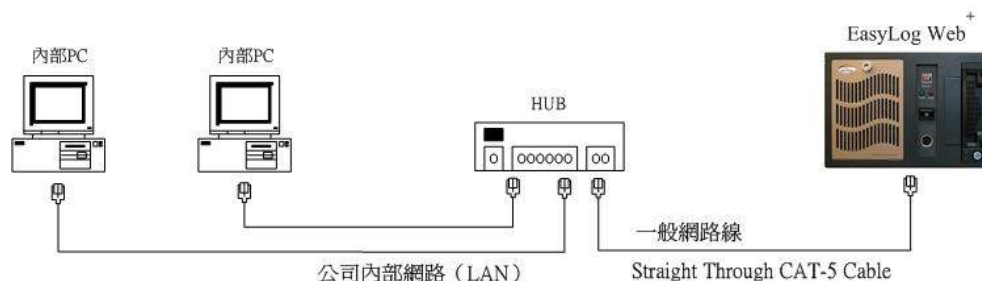 EasyLog Web+
內部PC
內部PC
HUB
一般網路線
公司內部網路（LAN）
Straight Through CAT-5 Cable